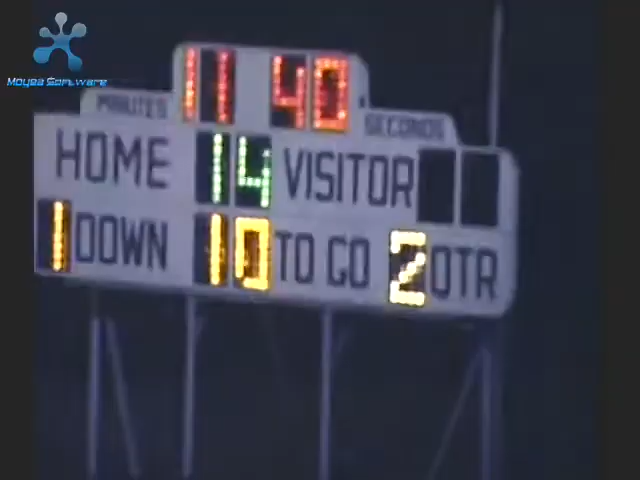 Moyea Software
11 40
MINUTES SECONDS
HOME 14 VISITOR
1 DOWN 10 TO GO 2 QTR